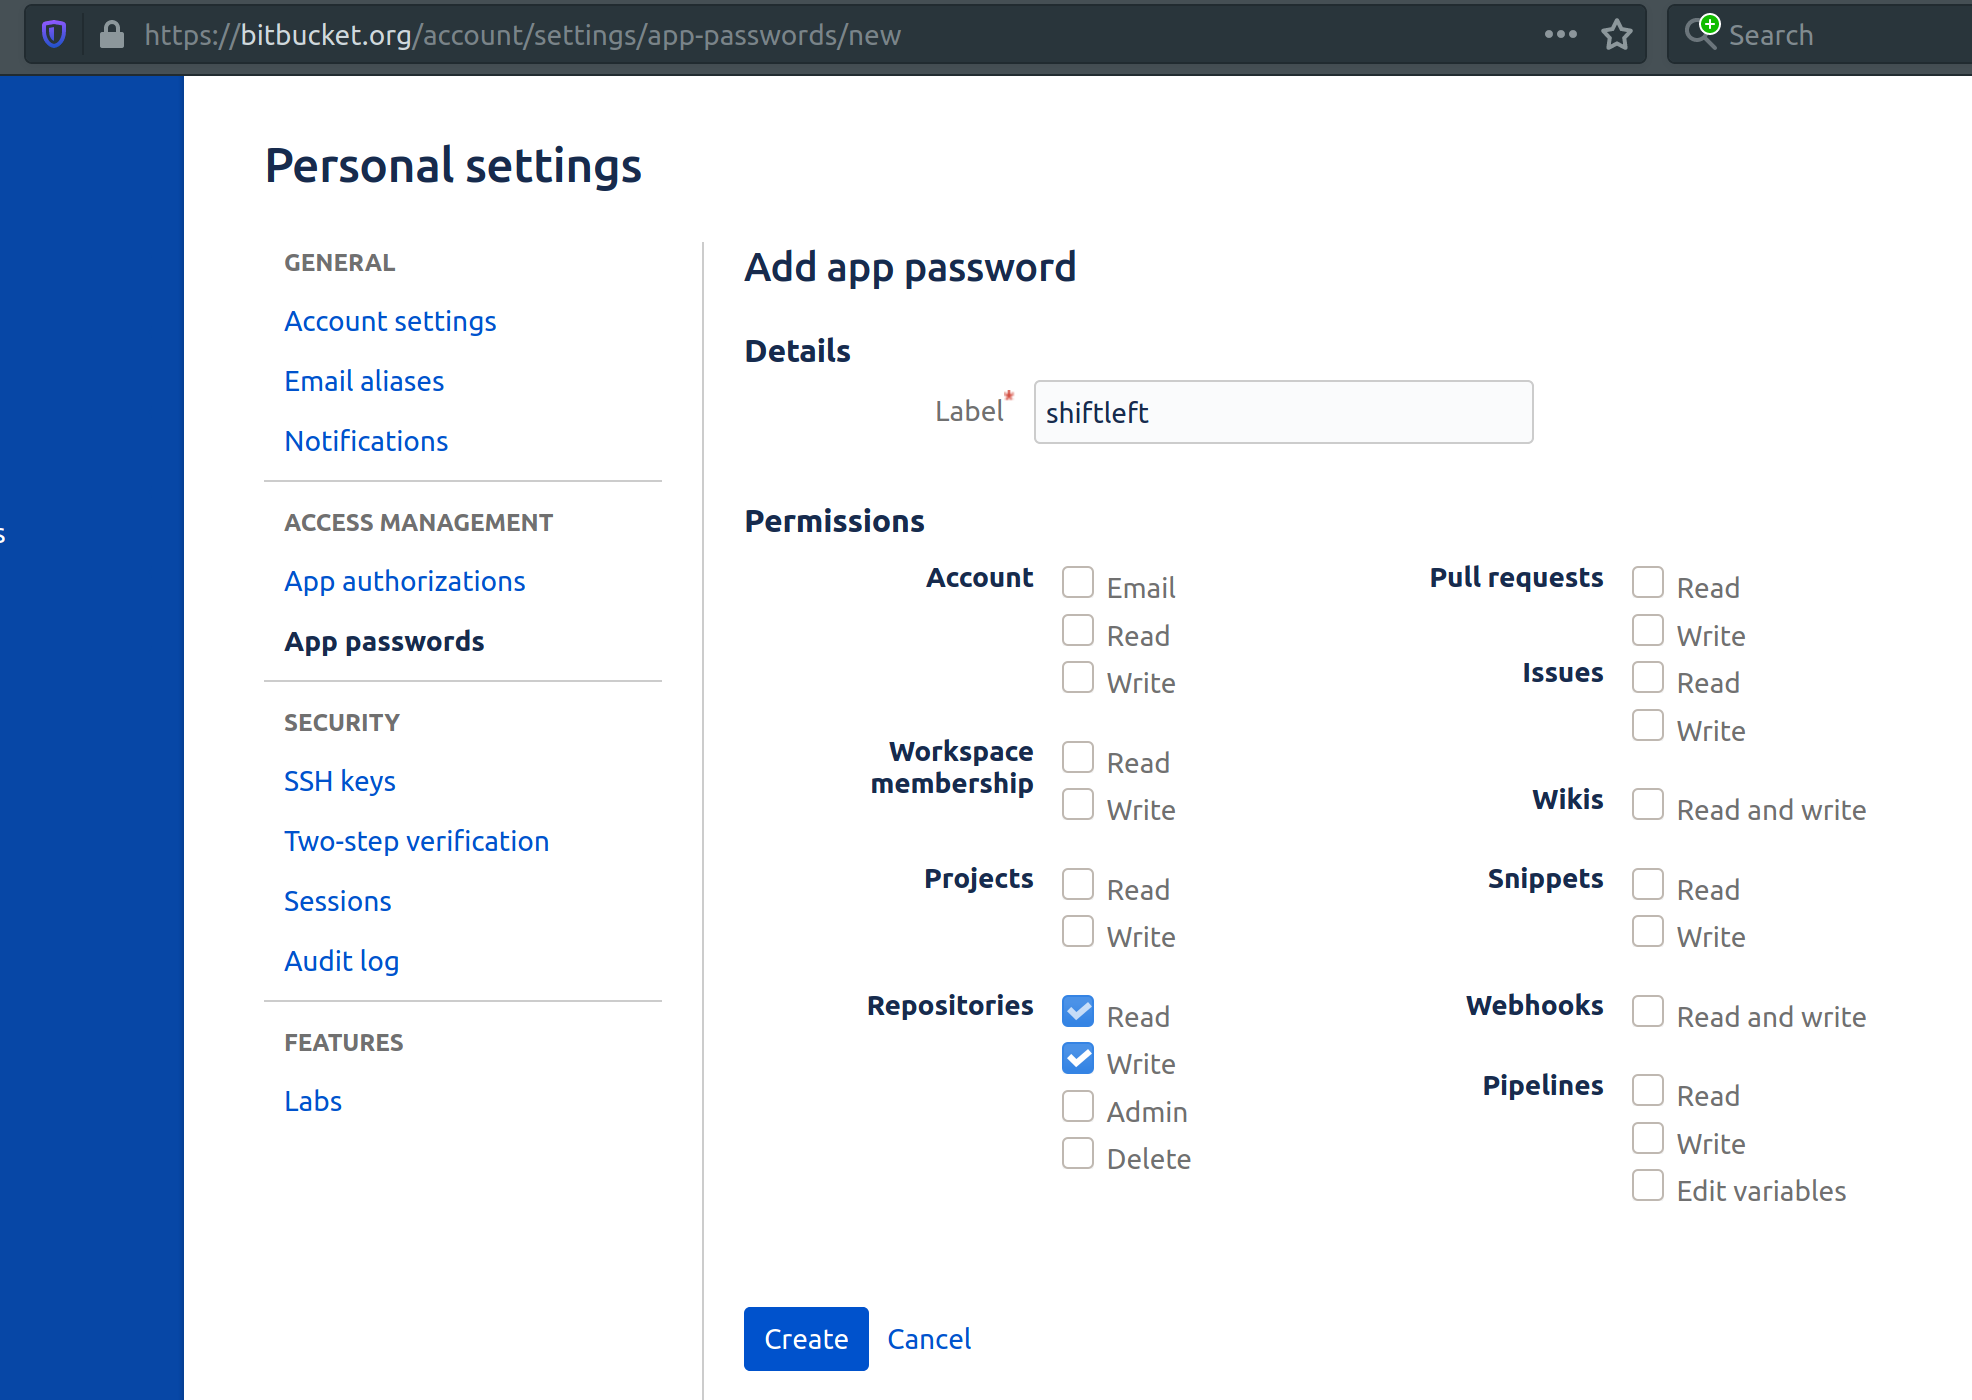 https://bitbucket.org/account/settings/app-passwords/new
Search
Personal settings
GENERAL
Account settings
Email aliases
Notifications
ACCESS MANAGEMENT
App authorizations
App passwords
SECURITY
SSH keys
Two-step verification
Sessions
Audit log
FEATURES
Labs
Add app password
Details
Label* shiftleft
Permissions
Account Email
Read
Write
Workspace membership Read
Write
Projects Read
Write
Repositories Read
Write
Admin
Delete
Pull requests Read
Write
Issues Read
Write
Wikis Read and write
Snippets Read
Write
Webhooks Read and write
Pipelines Read
Write
Edit variables
Create Cancel